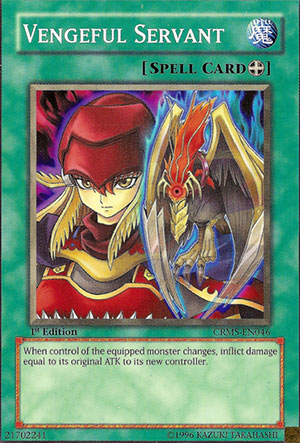 VENGEFUL SERVANT
魔
[SPELL CARD]
1st Edition
CRMS-EN046
When control of the equipped monster changes, inflict damage
equal to its original ATK to its new controller.
21702241
©1996 KAZUKI TAKAHASHI